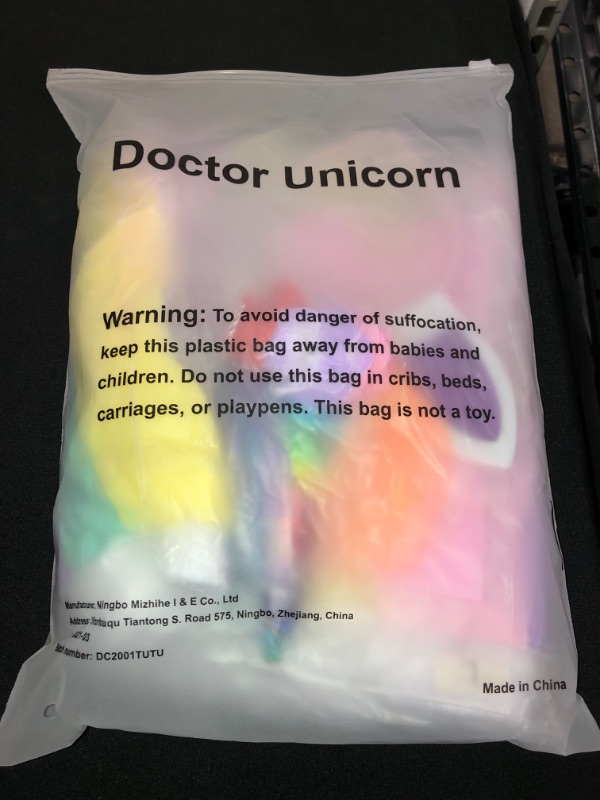 Doctor Unicorn
Warning: To avoid danger of suffocation,
keep this plastic bag away from babies and
children. Do not use this bag in cribs, beds,
carriages, or playpens. This bag is not a toy.
Ningbo Mizhihe I & E Co., Ltd
Tiantong S. Road 575, Ningbo, Zhejiang, China
number: DC2001TUTU
Made in China